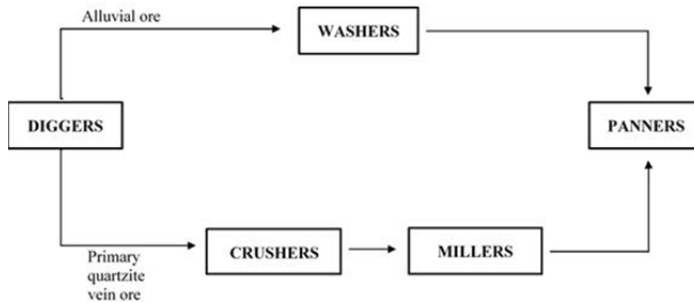 Alluvial ore
WASHERS
DIGGERS
PANNERS
Primary
quartzite
vein ore
CRUSHERS
MILLERS